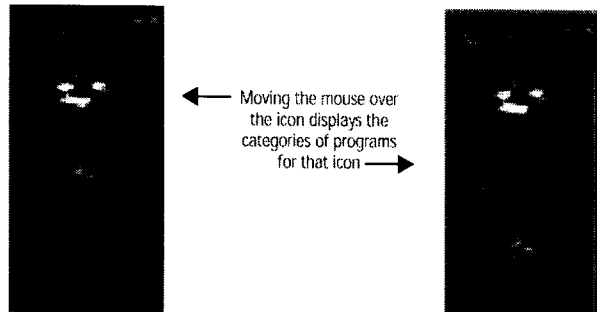 Moving the mouse over
the icon displays the
categories of programs
for that icon